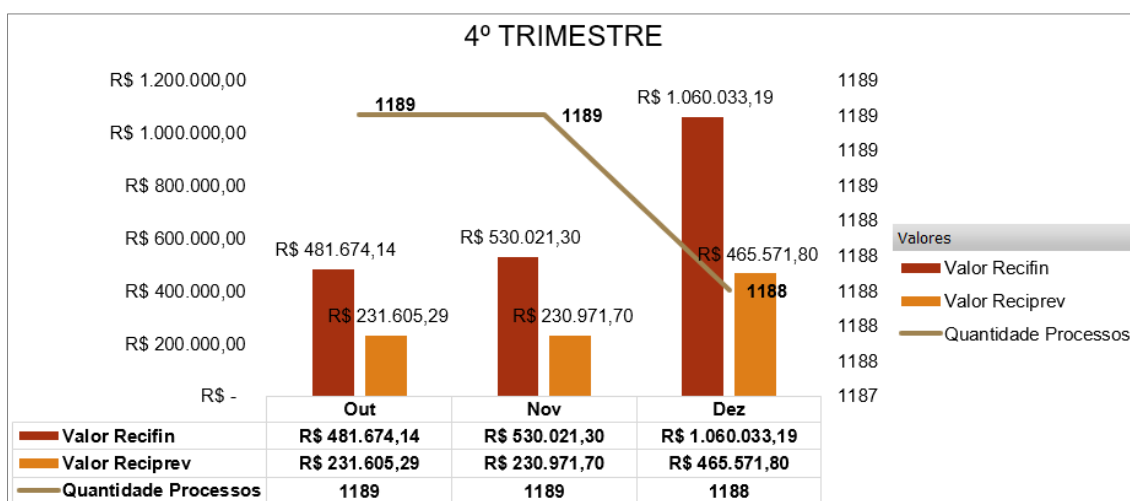 4º TRIMESTRE
R$ 1.200.000,00
R$ 1.000.000,00
R$ 800.000,00
R$ 600.000,00
R$ 400.000,00
R$ 200.000,00
R$ -
1189
1189
R$ 1.060.033,19
R$ 481.674,14
R$ 530.021,30
R$ 465.571,80
R$ 231.605,29
R$ 230.971,70
1188
1189
1189
1189
1189
1188
1188
1188
1188
1188
1187
Valores
Valor Recifin
Valor Reciprev
Quantidade Processos
Out Nov Dez
Valor Recifin R$ 481.674,14 R$ 530.021,30 R$ 1.060.033,19
Valor Reciprev R$ 231.605,29 R$ 230.971,70 R$ 465.571,80
Quantidade Processos 1189 1189 1188